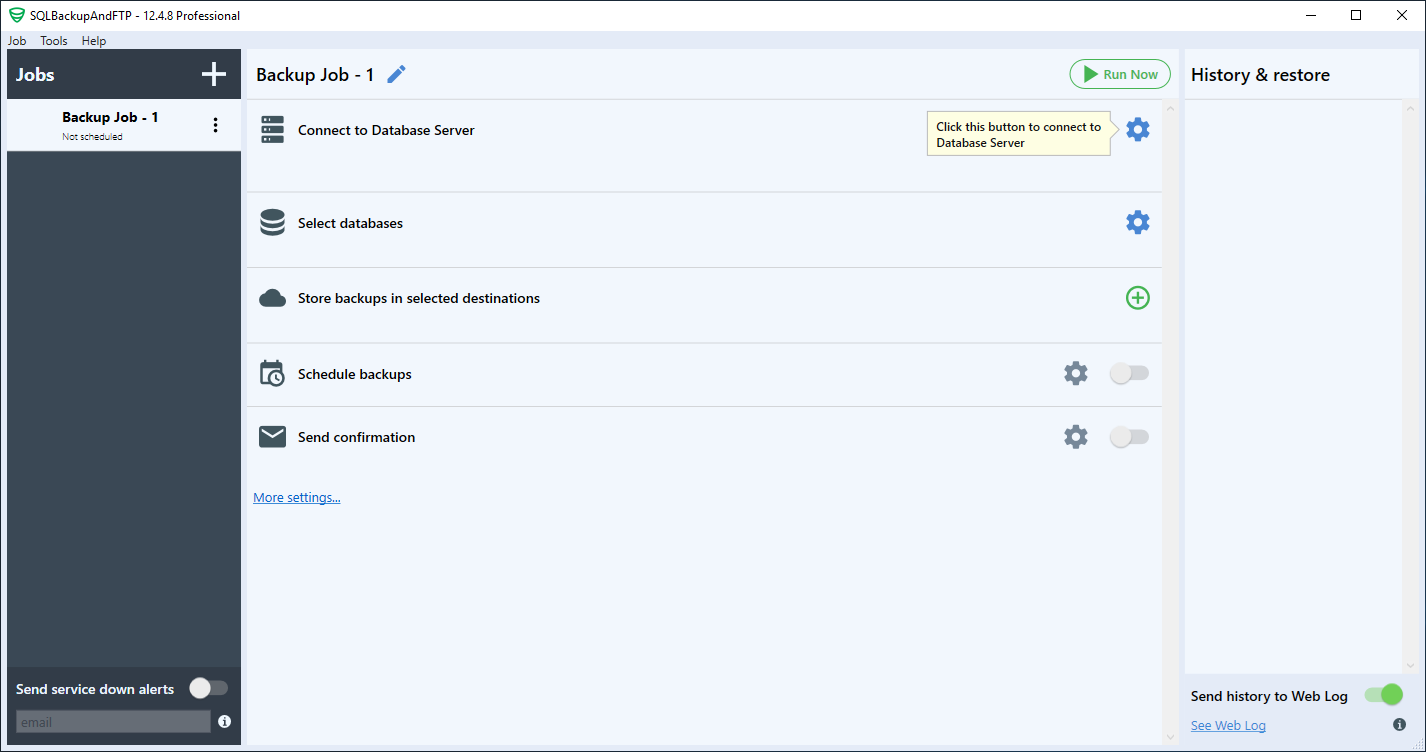 SQLBackupAndFTP - 12.4.8 Professional
Job Tools Help
Jobs
Backup Job - 1
Not scheduled
Send service down alerts
email
Backup Job - 1
Run Now
Connect to Database Server
Click this button to connect to
Database Server
Select databases
Store backups in selected destinations
Schedule backups
Send confirmation
More settings...
History & restore
Send history to Web Log
See Web Log